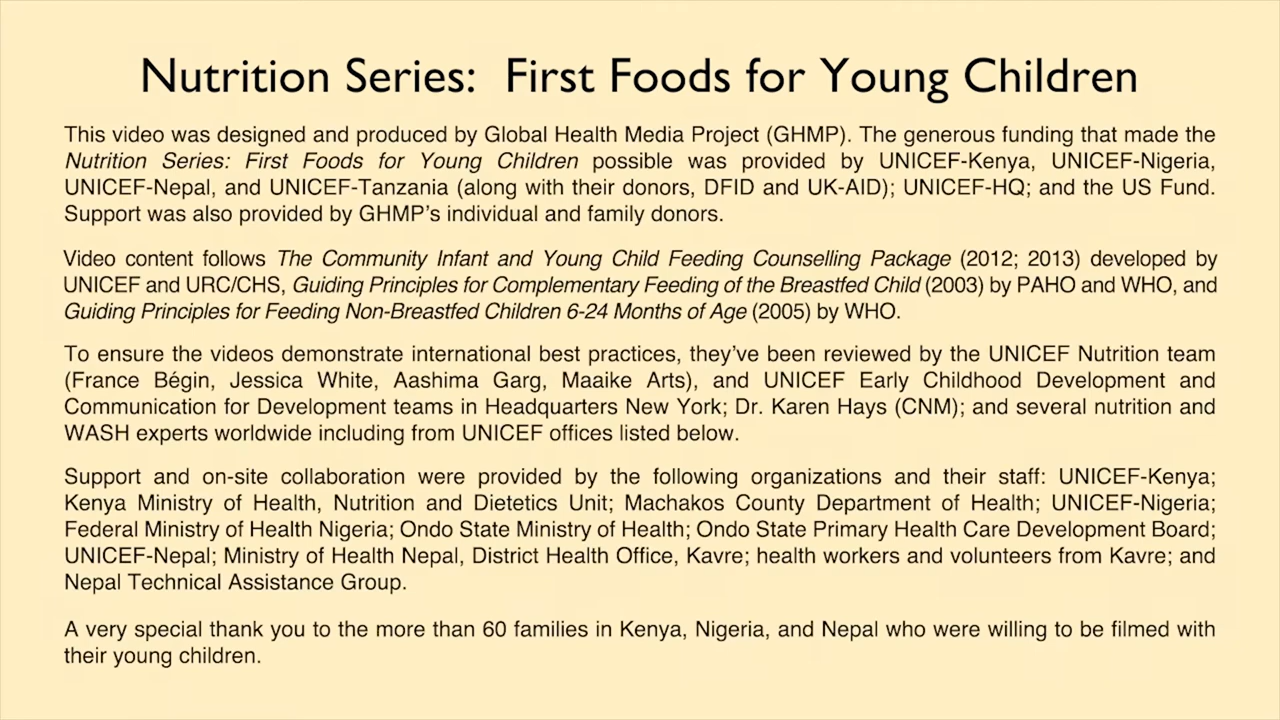 Nutrition Series:  First Foods for Young Children
This video was designed and produced by Global Health Media Project (GHMP). The generous funding that made the
Nutrition Series: First Foods for Young Children possible was provided by UNICEF-Kenya, UNICEF-Nigeria,
UNICEF-Nepal, and UNICEF-Tanzania (along with their donors, DFID and UK-AID); UNICEF-HQ; and the US Fund.
Support was also provided by GHMP's individual and family donors.
Video content follows The Community Infant and Young Child Feeding Counselling Package (2012; 2013) developed by
UNICEF and URC/CHS, Guiding Principles for Complementary Feeding of the Breastfed Child (2003) by PAHO and WHO, and
Guiding Principles for Feeding Non-Breastfed Children 6-24 Months of Age (2005) by WHO.
To ensure the videos demonstrate international best practices, they've been reviewed by the UNICEF Nutrition team
(France Bégin, Jessica White, Aashima Garg, Maaike Arts), and UNICEF Early Childhood Development and
Communication for Development teams in Headquarters New York; Dr. Karen Hays (CNM); and several nutrition and
WASH experts worldwide including from UNICEF offices listed below.
Support and on-site collaboration were provided by the following organizations and their staff: UNICEF-Kenya;
Kenya Ministry of Health, Nutrition and Dietetics Unit; Machakos County Department of Health; UNICEF-Nigeria;
Federal Ministry of Health Nigeria; Ondo State Ministry of Health; Ondo State Primary Health Care Development Board;
UNICEF-Nepal; Ministry of Health Nepal, District Health Office, Kavre; health workers and volunteers from Kavre; and
Nepal Technical Assistance Group.
A very special thank you to the more than 60 families in Kenya, Nigeria, and Nepal who were willing to be filmed with
their young children.